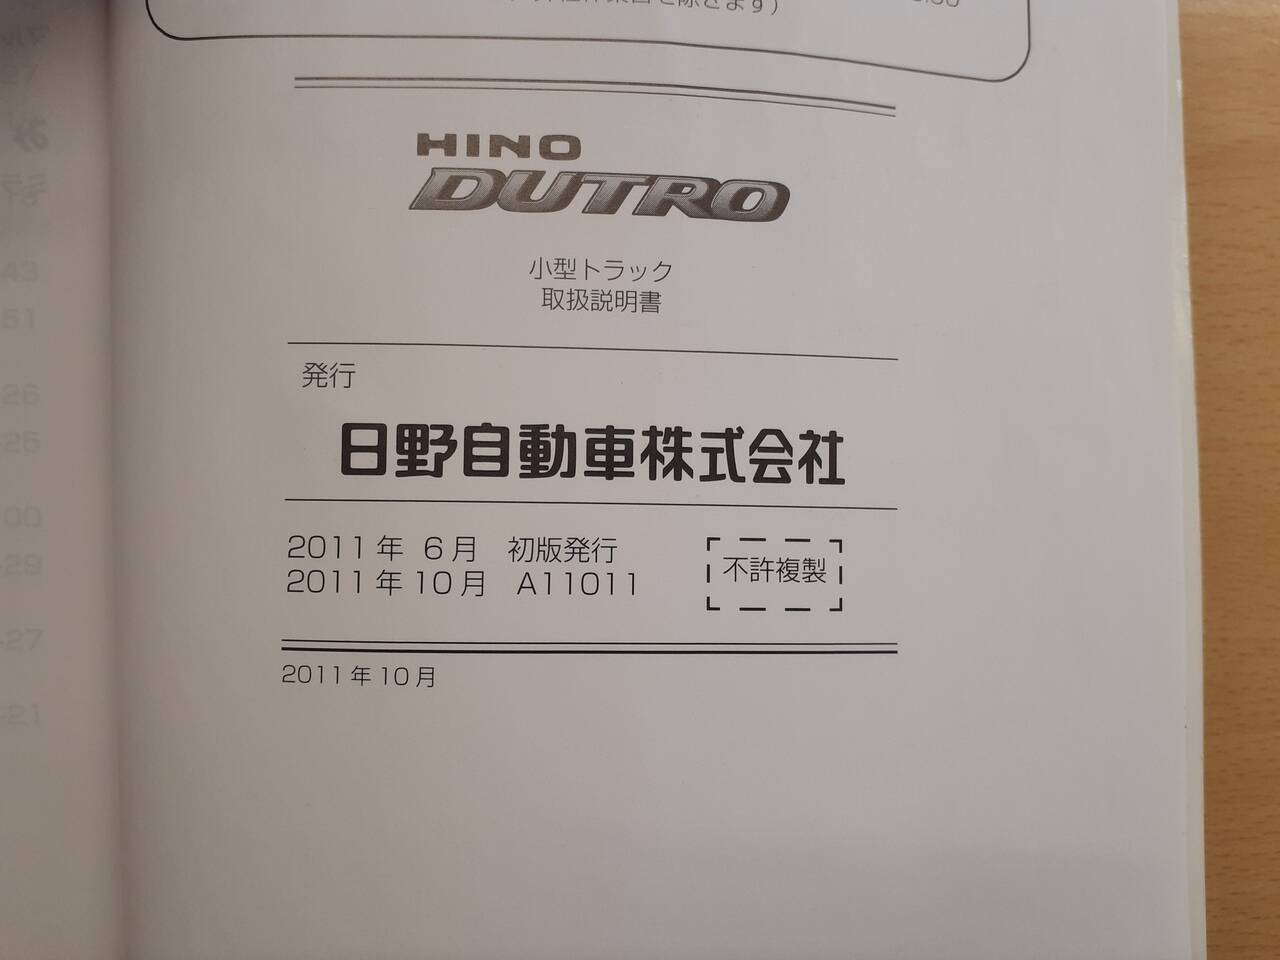 HINO
DUTRO
小型トラック
取扱説明書
発行
日野自動車株式会社
2011年 6月 初版発行
2011年10月 A11011
不許複製
2011年10月